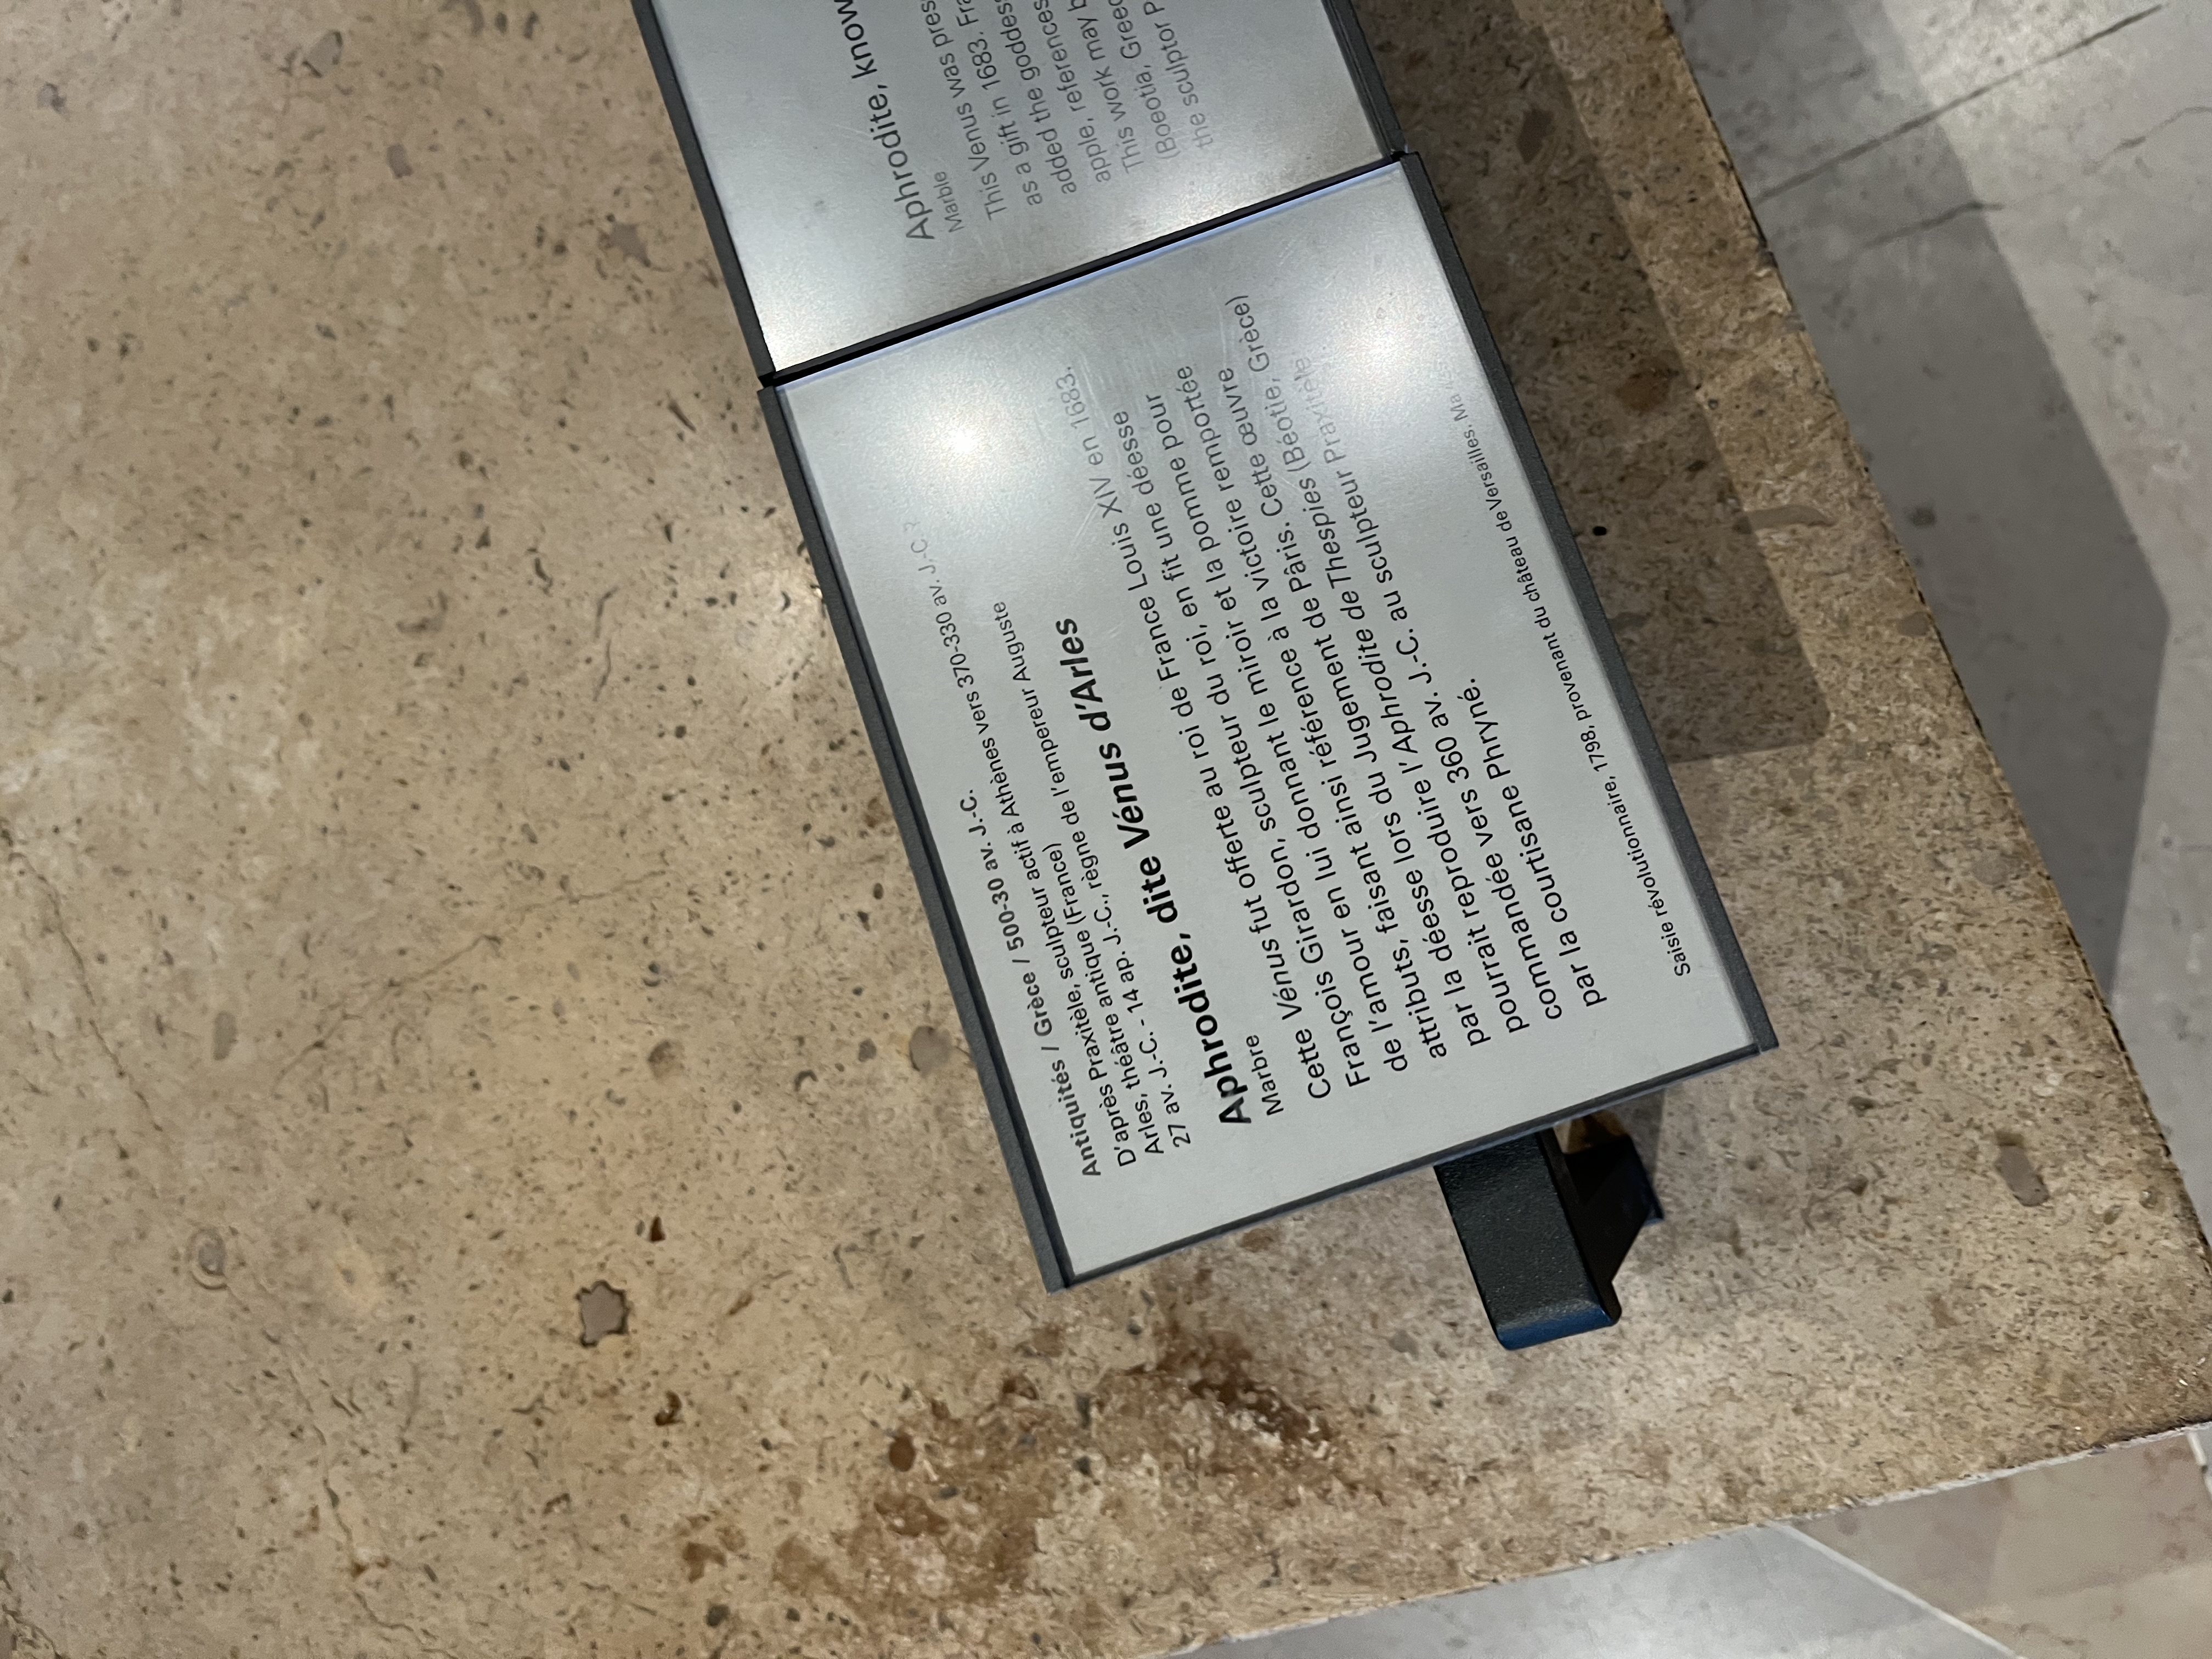 Antiquités / Grèce / 500-30 av. J.-C.
D'après Praxitèle, sculpteur actif à Athènes vers 370-330 av. J.-C. ?
Arles, théâtre antique (France)
27 av. J.-C. - 14 ap. J.-C., règne de l'empereur Auguste
Aphrodite, dite Vénus d'Arles
Marbre
Cette Vénus fut offerte au roi de France Louis XIV en 1683.
François Girardon, sculpteur du roi, en fit une déesse
de l'amour en lui donnant le miroir et la pomme pour
attributs, faisant ainsi référence à la victoire remportée
par la déesse lors du Jugement de Pâris. Cette œuvre
pourrait reproduire l'Aphrodite de Thespies (Béotie, Grèce)
commandée vers 360 av. J.-C. au sculpteur Praxitèle
par la courtisane Phryné.
Saisie révolutionnaire, 1798, provenant du château de Versailles. Ma
Aphrodite, know
Marble
This Venus was pres
as a gift in 1683. Fra
added the goddess
apple, references
This work may b
(Boeotia, Greec
the sculptor P